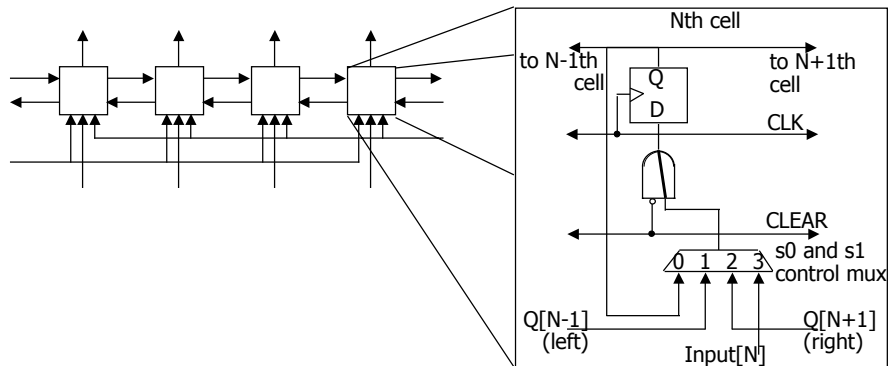 Nth cell
to N-1th
cell
to N+1th
cell
Q
D
CLK
CLEAR
s0 and s1
control mux
0 1 2 3
Q[N-1]
(left)
Q[N+1]
(right)
Input[N]